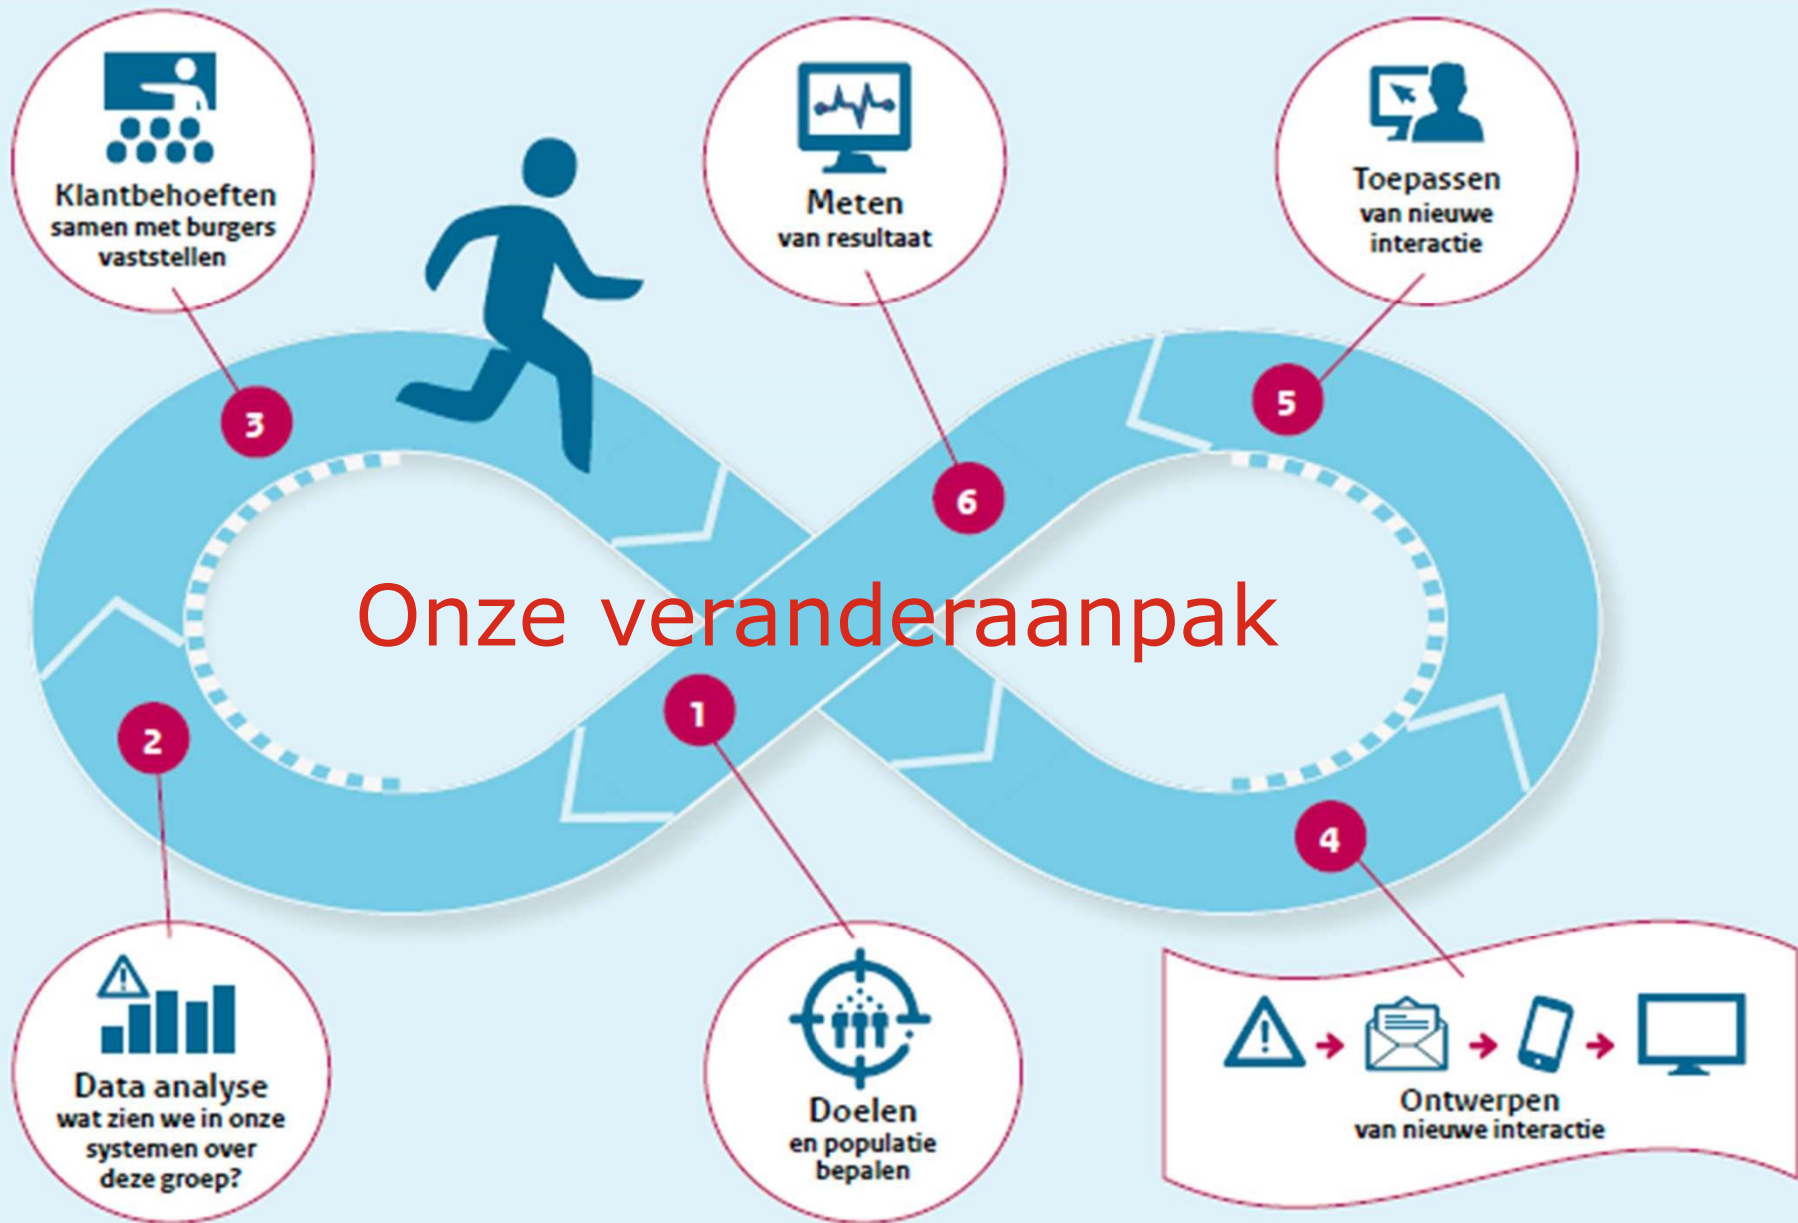 Klantbehoeften
samen met burgers
vaststellen
Meten
van resultaat
Toepassen
van nieuwe
interactie
3
5
6
Onze veranderaanpak
1
2
4
Data analyse
wat zien we in onze
systemen over
deze groep?
Doelen
en populatie
bepalen
Ontwerpen
van nieuwe interactie